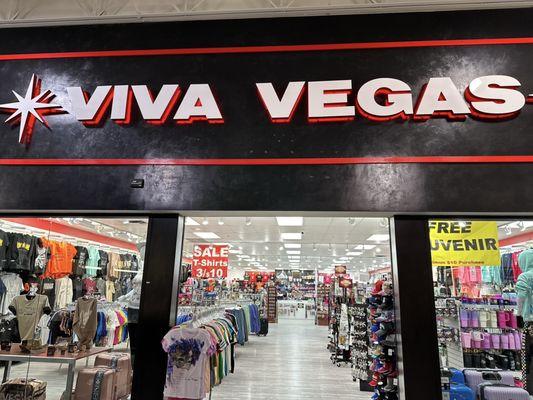 VIVA VEGAS
SALE
T-Shirts
3/10
FREE
UVENIR